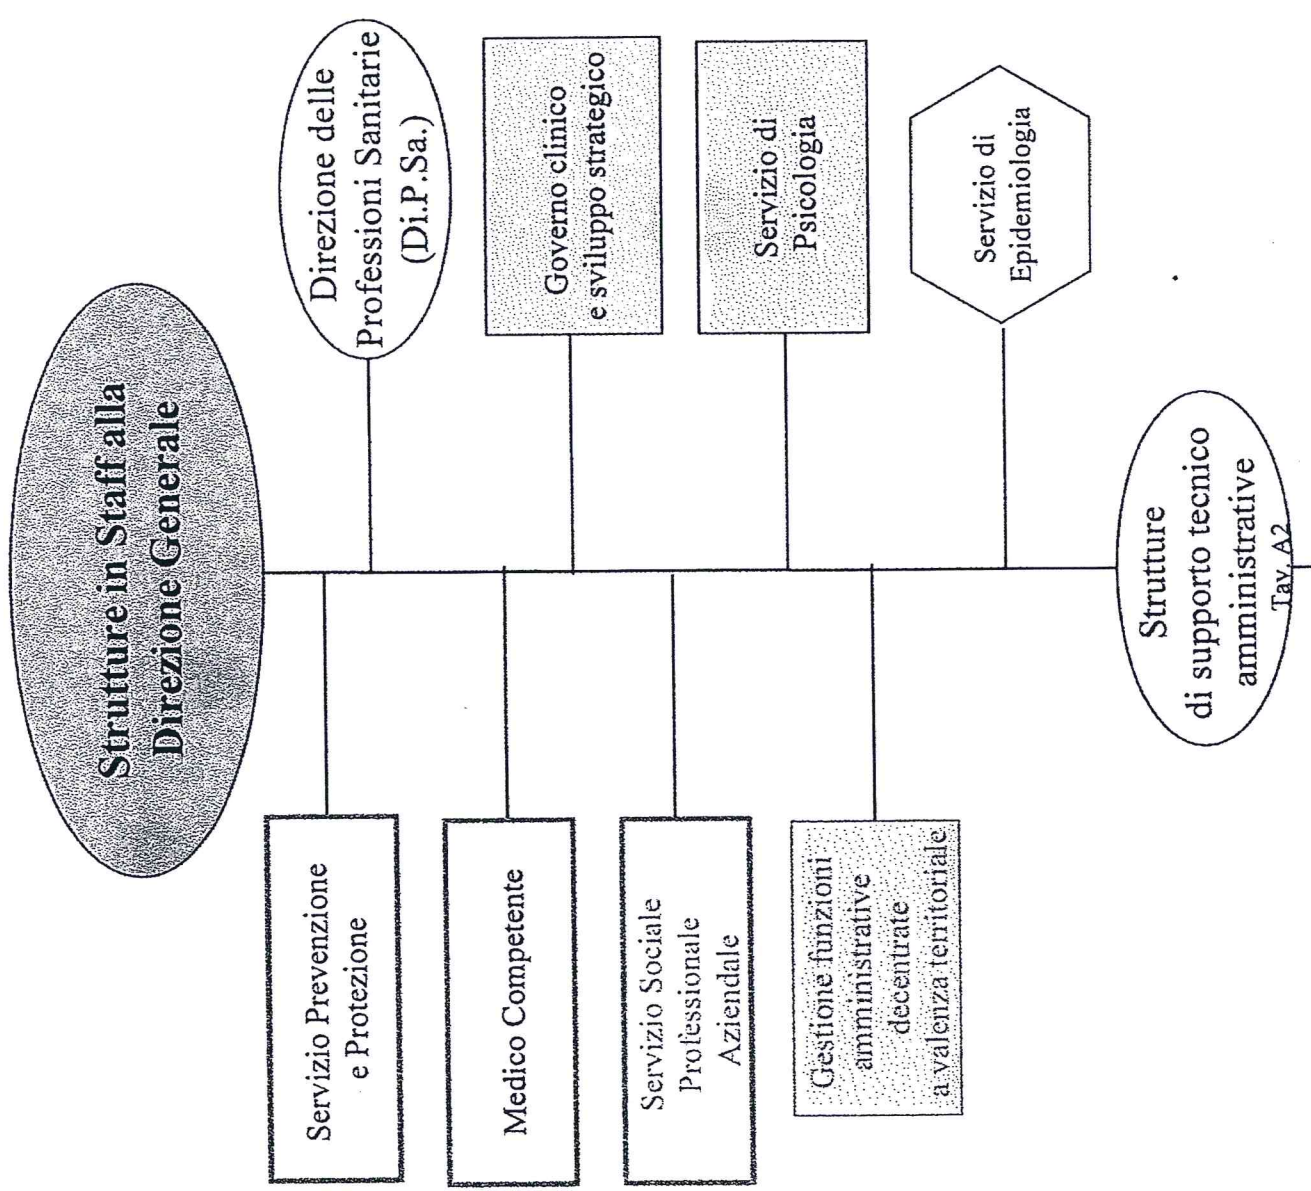 Strutture in Staff alla
Direzione Generale
Direzione delle
Professioni Sanitarie
(Di.P.Sa.)
Governo clinico
e sviluppo strategico
Servizio di
Psicologia
Servizio di
Epidemiologia
Servizio Prevenzione
e Protezione
Medico Competente
Servizio Sociale
Professionale
Aziendale
Gestione funzioni
amministrative
decentrate
a valenza territoriale
Strutture
di supporto tecnico
amministrative
Tav. A2